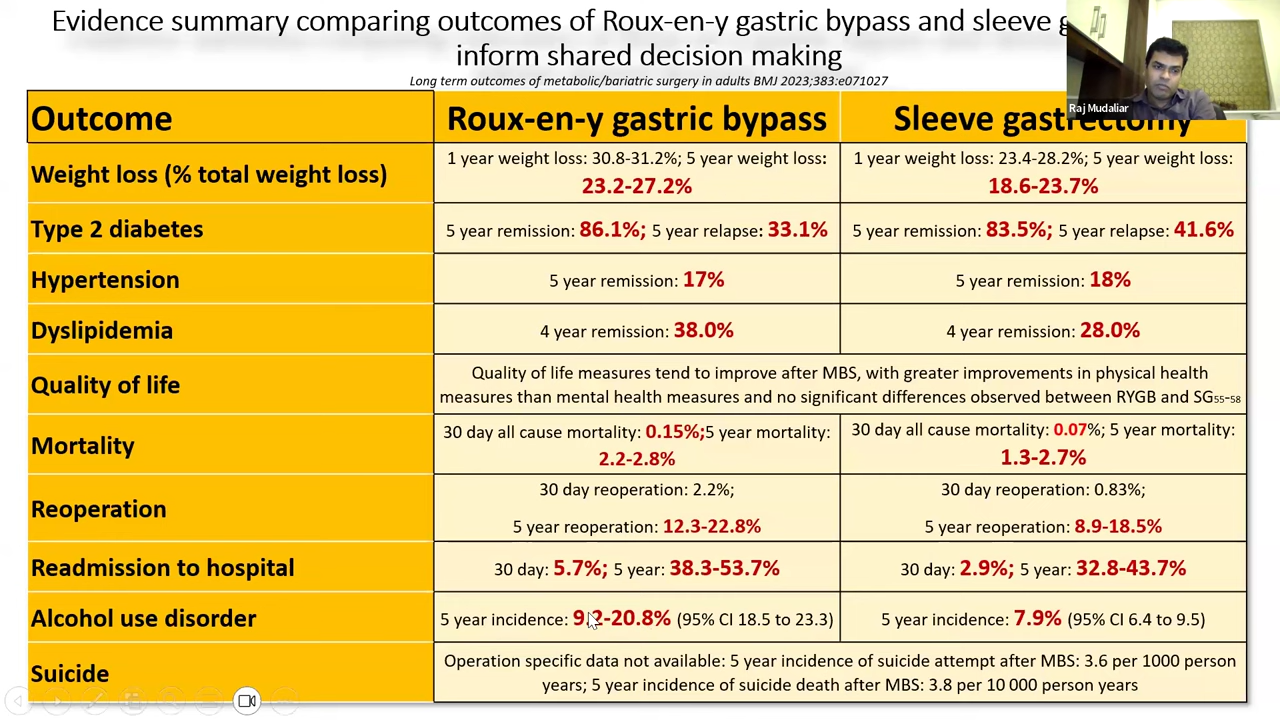 Evidence summary comparing outcomes of Roux-en-y gastric bypass and sleeve g
inform shared decision making
Long term outcomes of metabolic/bariatric surgery in adults BMJ 2023;383:e071027
Raj Mudaliar
Outcome
Roux-en-y gastric bypass
Sleeve gastrectomy
Weight loss (% total weight loss)
1 year weight loss: 30.8-31.2%; 5 year weight loss:
23.2-27.2%
1 year weight loss: 23.4-28.2%; 5 year weight loss:
18.6-23.7%
Type 2 diabetes
5 year remission: 86.1%; 5 year relapse: 33.1%
5 year remission: 83.5%; 5 year relapse: 41.6%
Hypertension
5 year remission: 17%
5 year remission: 18%
Dyslipidemia
4 year remission: 38.0%
4 year remission: 28.0%
Quality of life
Quality of life measures tend to improve after MBS, with greater improvements in physical health
measures than mental health measures and no significant differences observed between RYGB and SG55-58
Mortality
30 day all cause mortality: 0.15%;5 year mortality:
2.2-2.8%
30 day all cause mortality: 0.07%; 5 year mortality:
1.3-2.7%
Reoperation
30 day reoperation: 2.2%;
5 year reoperation: 12.3-22.8%
30 day reoperation: 0.83%;
5 year reoperation: 8.9-18.5%
Readmission to hospital
30 day: 5.7%; 5 year: 38.3-53.7%
30 day: 2.9%; 5 year: 32.8-43.7%
Alcohol use disorder
5 year incidence: 9.2-20.8% (95% CI 18.5 to 23.3)
5 year incidence: 7.9% (95% CI 6.4 to 9.5)
Suicide
Operation specific data not available: 5 year incidence of suicide attempt after MBS: 3.6 per 1000 person
years; 5 year incidence of suicide death after MBS: 3.8 per 10 000 person years